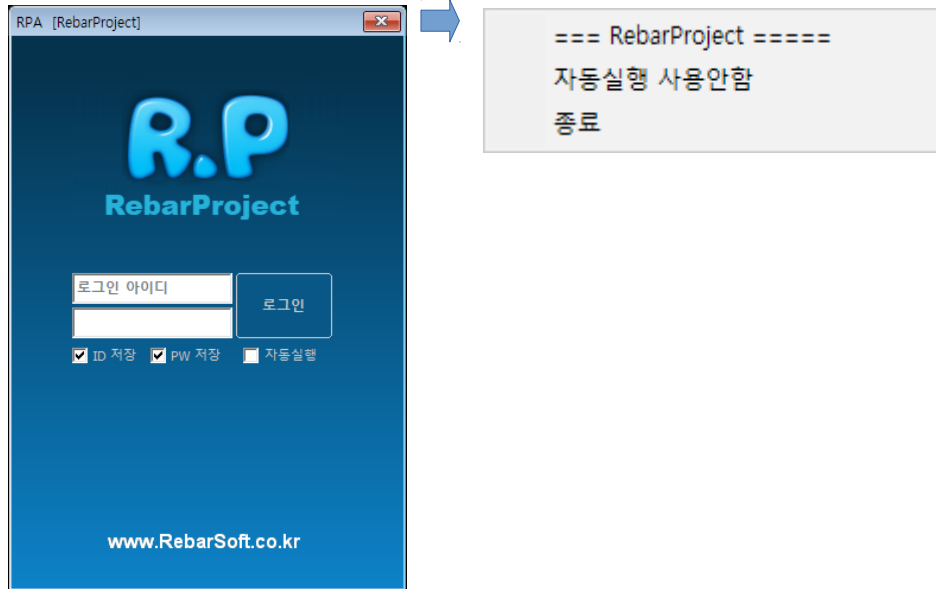 RPA [RebarProject]
R.P
RebarProject
로그인 아이디
로그인
ID 저장 PW 저장 자동실행
www.RebarSoft.co.kr
=== RebarProject =====
자동실행 사용안함
종료